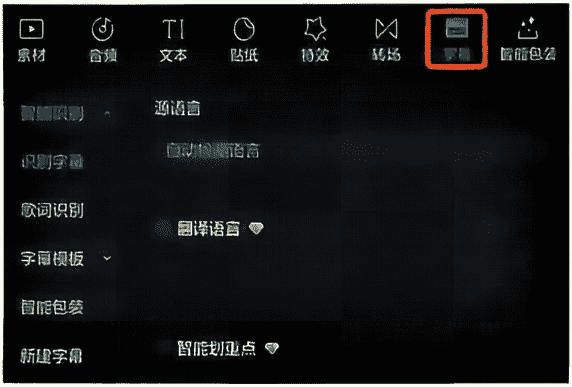 素材 音频 文本 贴纸 特效 转场 字幕 智能包装
智能识别
源语言
识别字幕
自动检测语言
歌词识别
翻译语言
字幕模板
智能包装
智能划重点
新建字幕